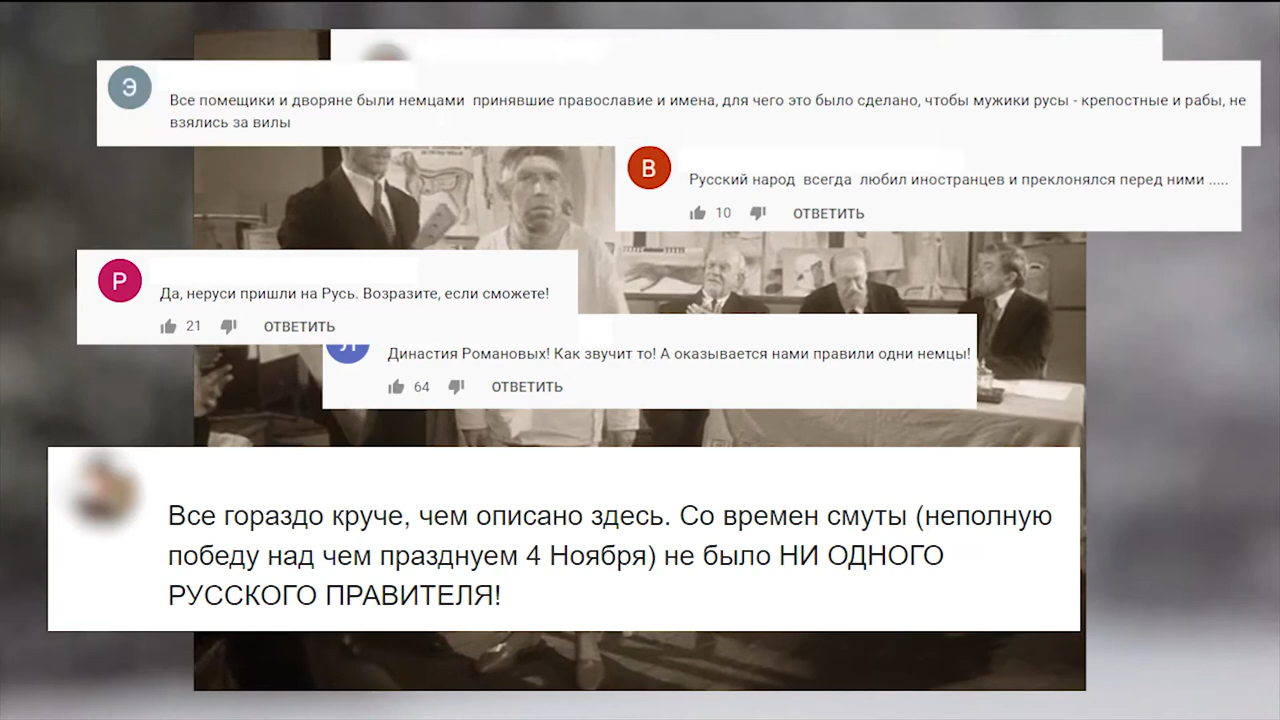 Э
Все помещики и дворяне были немцами принявшие православие и имена, для чего это было сделано, чтобы мужики русы - крепостные и рабы, не
взялись за вилы
В
Русский народ всегда любил иностранцев и преклонялся перед ними .....
10 ОТВЕТИТЬ
Р
Да, неруси пришли на Русь. Возразите, если сможете!
21 ОТВЕТИТЬ
Династия Романовых! Как звучит то! А оказывается нами правили одни немцы!
64 ОТВЕТИТЬ
Все гораздо круче, чем описано здесь. Со времен смуты (неполную
победу над чем празднуем 4 Ноября) не было НИ ОДНОГО
РУССКОГО ПРАВИТЕЛЯ!